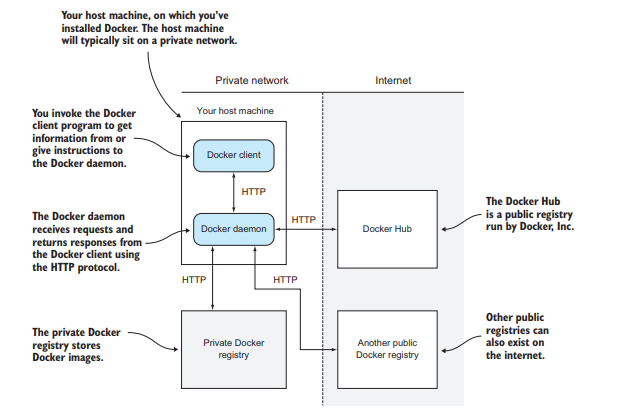 Your host machine, on which you've
installed Docker. The host machine
will typically sit on a private network.
Private network
Internet
Your host machine
You invoke the Docker
client program to get
information from or
give instructions to
the Docker daemon.
Docker client
HTTP
The Docker daemon
receives requests and
returns responses from
the Docker client using
the HTTP protocol.
Docker daemon
HTTP
Docker Hub
The Docker Hub
is a public registry
run by Docker, Inc.
HTTP
HTTP
The private Docker
registry stores
Docker images.
Private Docker
registry
Another public
Docker registry
Other public
registries can
also exist on
the internet.